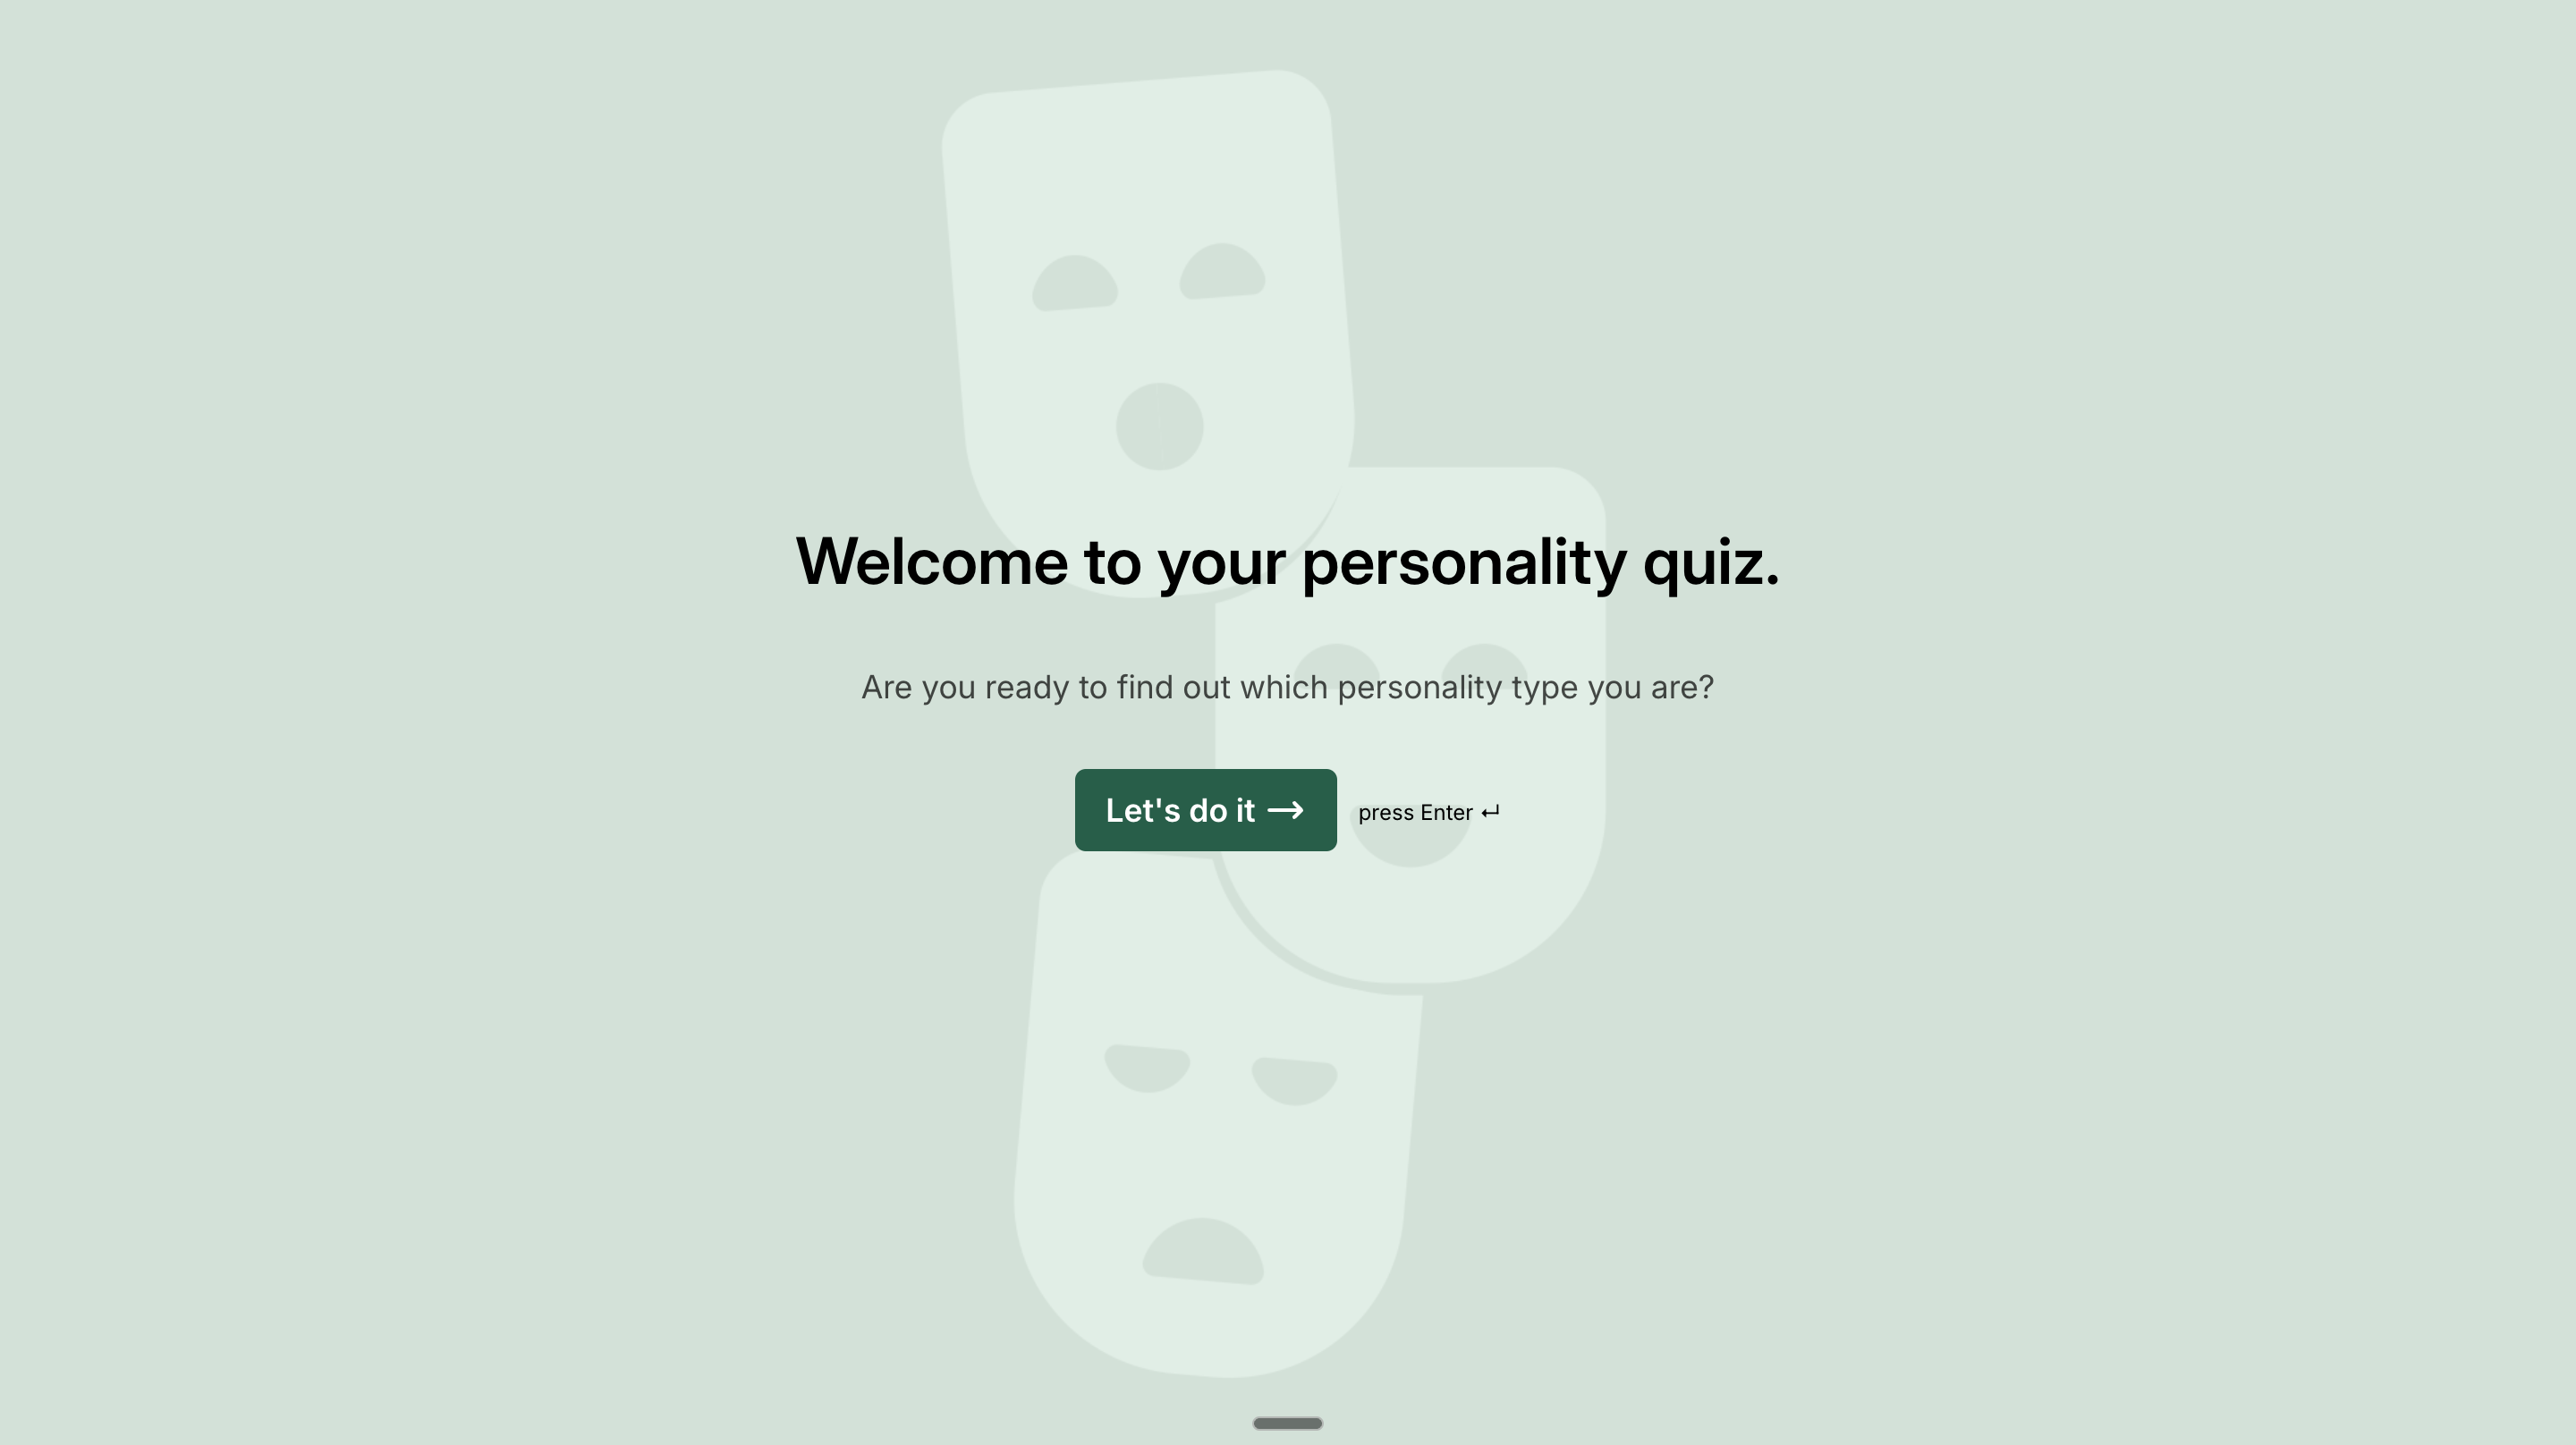 Welcome to your personality quiz.
Are you ready to find out which personality type you are?
Let's do it →
press Enter ↵